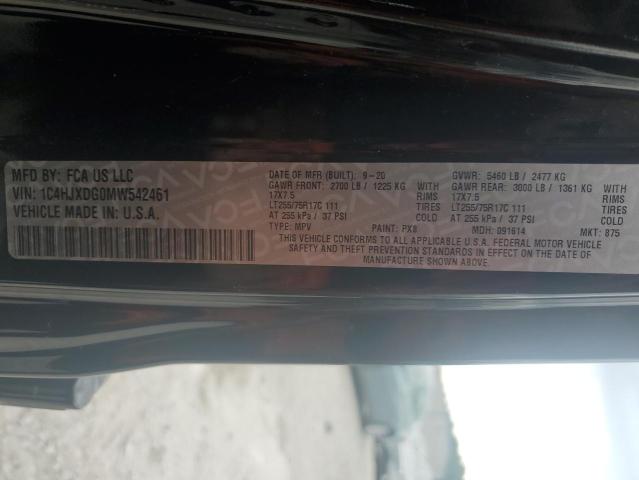 MFD BY: FCA US LLC
VIN: 1C4HJXDG0MW542461
VEHICLE MADE IN: U.S.A.
DATE OF MFR (BUILT): 9-20 GVWR: 5460 LB / 2477 KG
GAWR FRONT: 2700 LB / 1225 KG WITH GAWR REAR: 3000 LB / 1361 KG WITH
17X7.5 RIMS 17X7.5 RIMS
LT255/75R17C 111 TIRES LT255/75R17C 111 TIRES
AT 255 kPa / 37 PSI COLD AT 255 kPa / 37 PSI COLD
TYPE: MPV PAINT: PX8 MDH: 091614 MKT: 875
THIS VEHICLE CONFORMS TO ALL APPLICABLE U.S.A. FEDERAL MOTOR VEHICLE
SAFETY AND THEFT PREVENTION STANDARDS IN EFFECT ON THE DATE OF
MANUFACTURE SHOWN ABOVE.